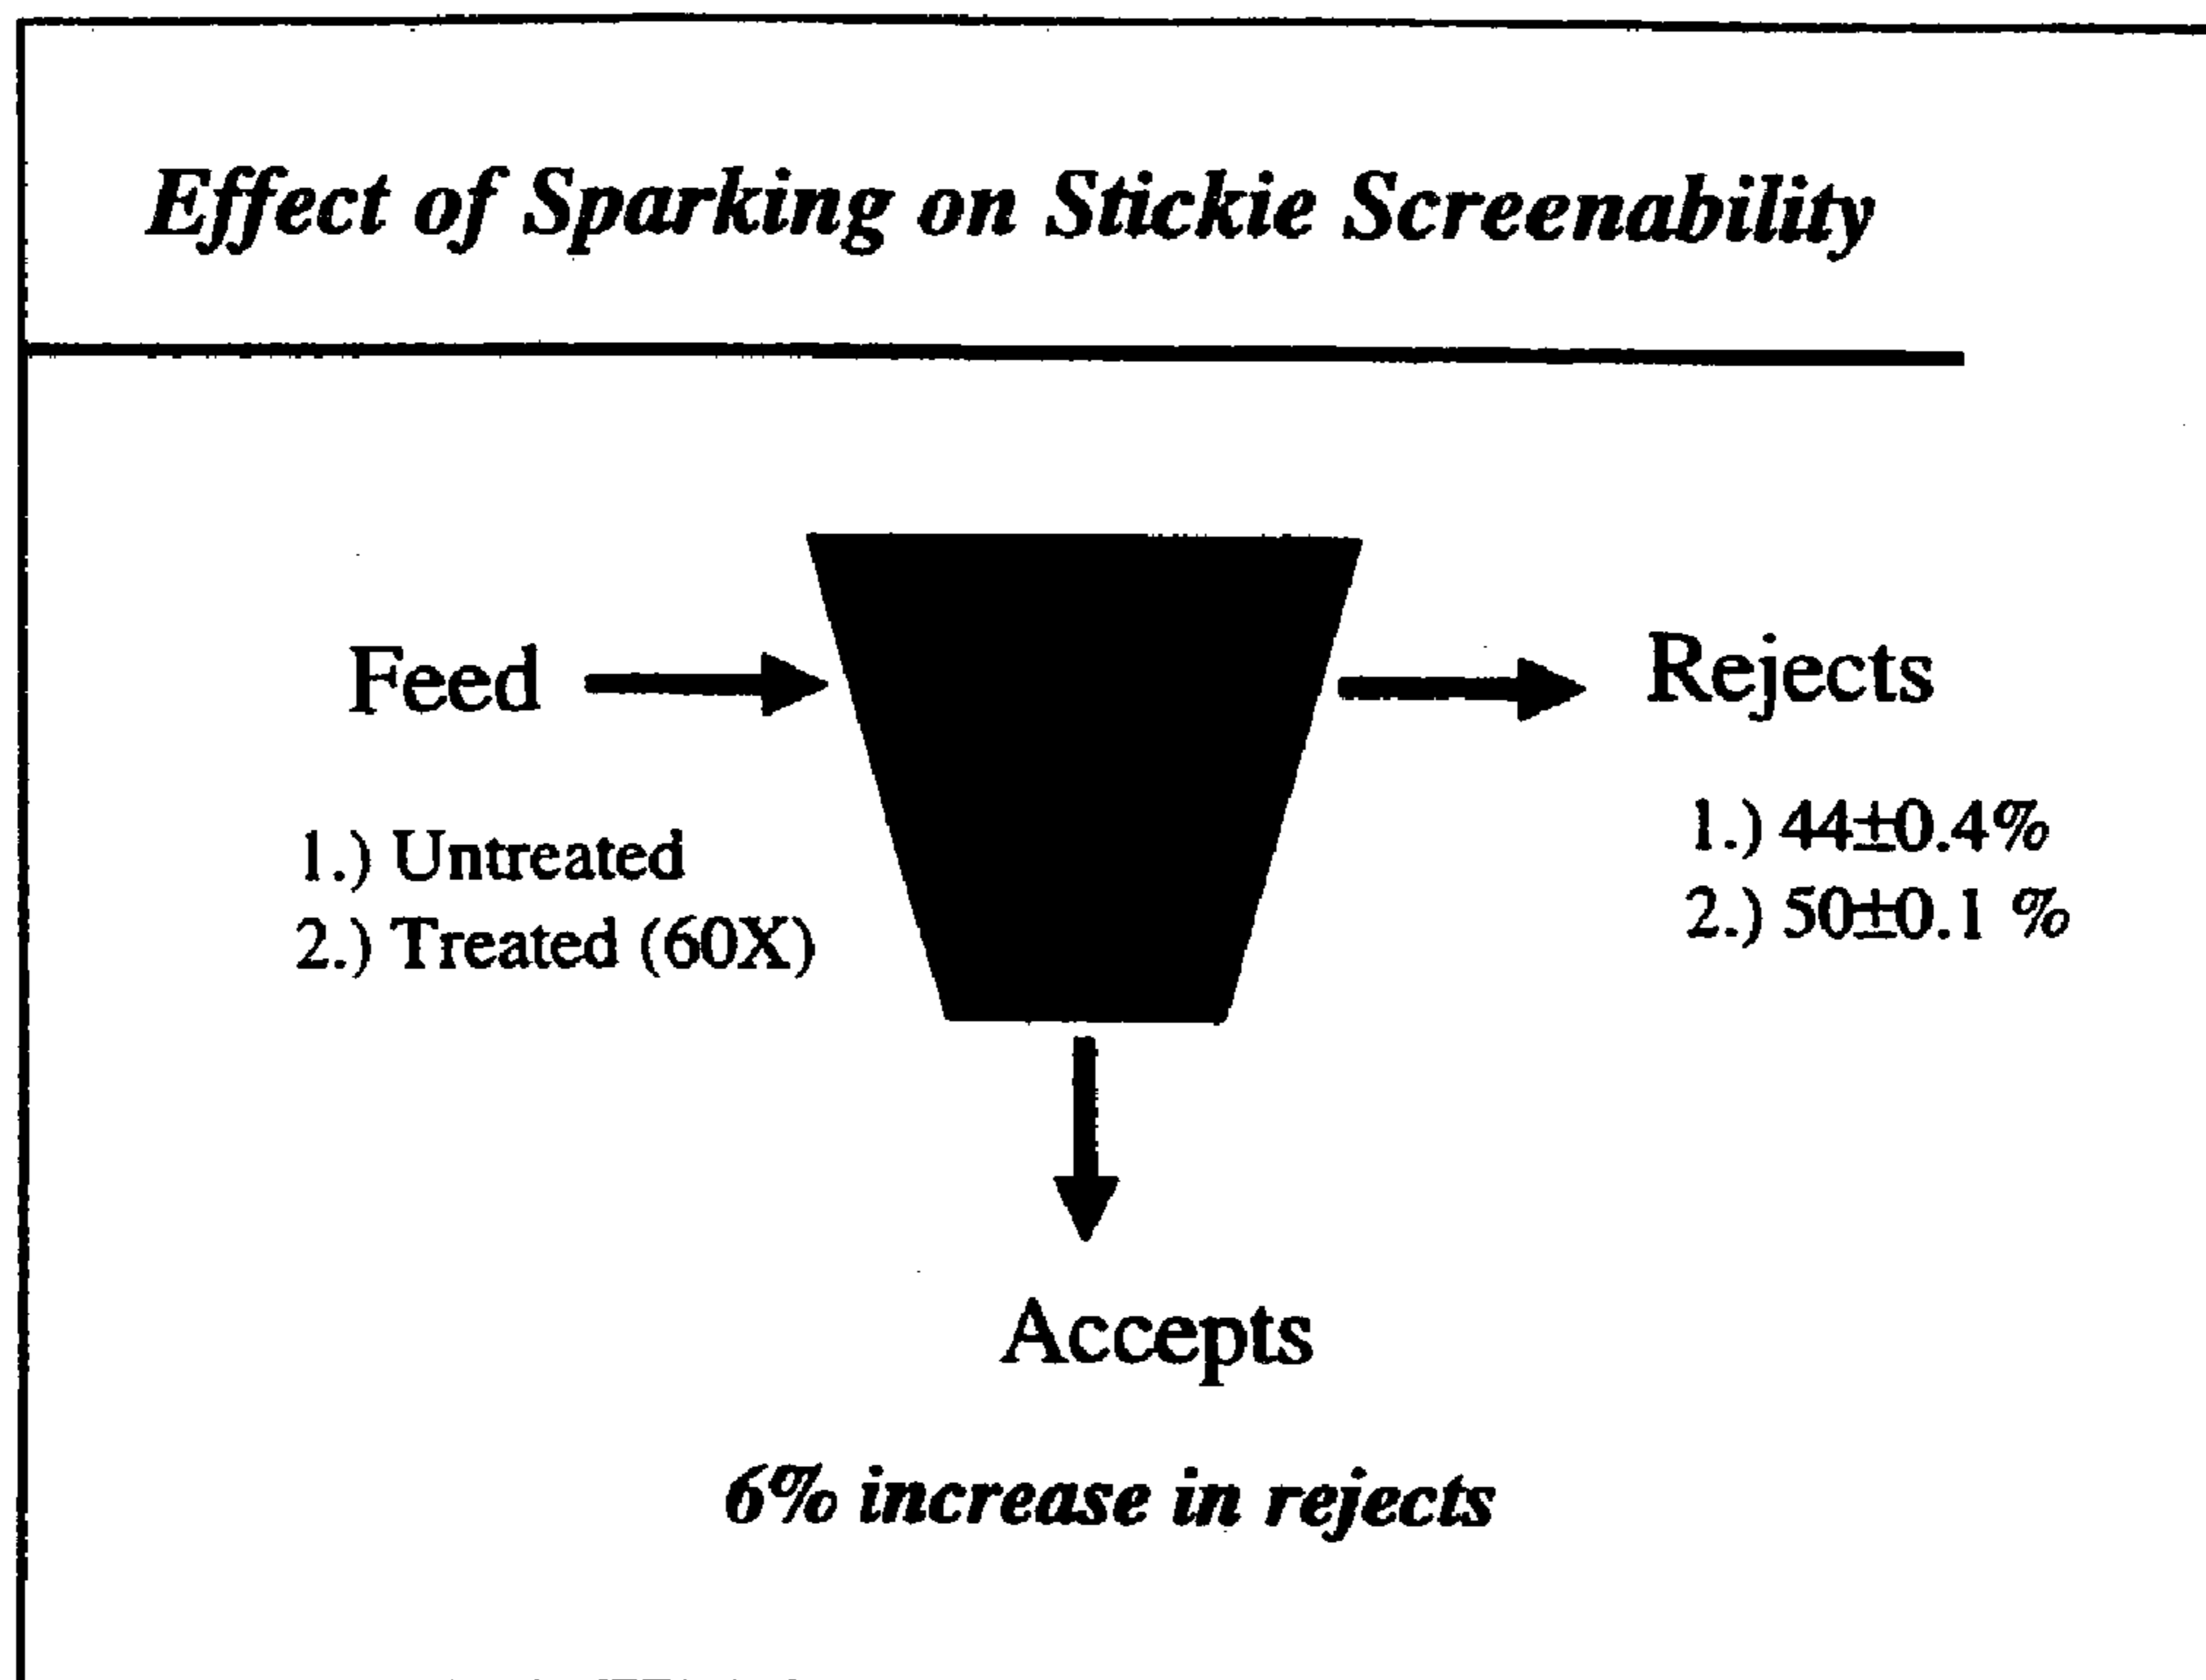 Effect of Sparking on Stickie Screenability
Feed
Rejects
1.) Untreated
2.) Treated (60X)
1.) 44±0.4%
2.) 50±0.1 %
Accepts
6% increase in rejects